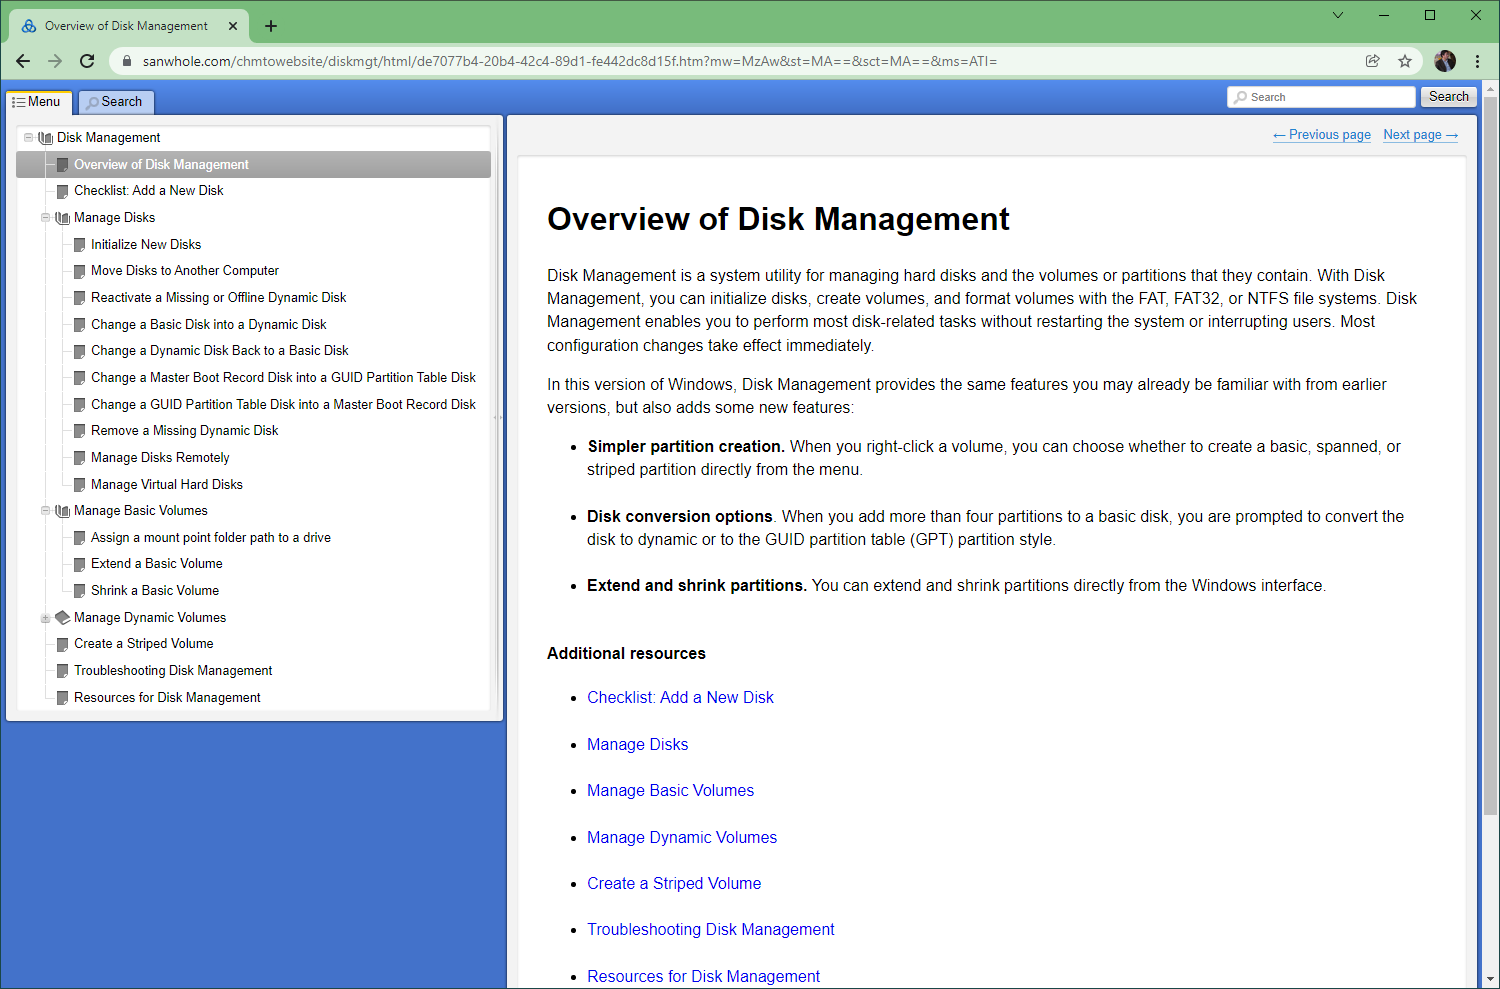 Overview of Disk Management
sanwhole.com/chmtowebsite/diskmgt/html/de7077b4-20b4-42c4-89d1-fe442dc8d15f.htm?mw=MzAw&st=MA==&sct=MA==&ms=ATI=
Menu
Search
Search
Search
Disk Management
Overview of Disk Management
Checklist: Add a New Disk
Manage Disks
Initialize New Disks
Move Disks to Another Computer
Reactivate a Missing or Offline Dynamic Disk
Change a Basic Disk into a Dynamic Disk
Change a Dynamic Disk Back to a Basic Disk
Change a Master Boot Record Disk into a GUID Partition Table Disk
Change a GUID Partition Table Disk into a Master Boot Record Disk
Remove a Missing Dynamic Disk
Manage Disks Remotely
Manage Virtual Hard Disks
Manage Basic Volumes
Assign a mount point folder path to a drive
Extend a Basic Volume
Shrink a Basic Volume
Manage Dynamic Volumes
Create a Striped Volume
Troubleshooting Disk Management
Resources for Disk Management
← Previous page Next page →
Overview of Disk Management
Disk Management is a system utility for managing hard disks and the volumes or partitions that they contain. With Disk
Management, you can initialize disks, create volumes, and format volumes with the FAT, FAT32, or NTFS file systems. Disk
Management enables you to perform most disk-related tasks without restarting the system or interrupting users. Most
configuration changes take effect immediately.
In this version of Windows, Disk Management provides the same features you may already be familiar with from earlier
versions, but also adds some new features:
• Simpler partition creation. When you right-click a volume, you can choose whether to create a basic, spanned, or
striped partition directly from the menu.
• Disk conversion options. When you add more than four partitions to a basic disk, you are prompted to convert the
disk to dynamic or to the GUID partition table (GPT) partition style.
• Extend and shrink partitions. You can extend and shrink partitions directly from the Windows interface.
Additional resources
• Checklist: Add a New Disk
• Manage Disks
• Manage Basic Volumes
• Manage Dynamic Volumes
• Create a Striped Volume
• Troubleshooting Disk Management
• Resources for Disk Management